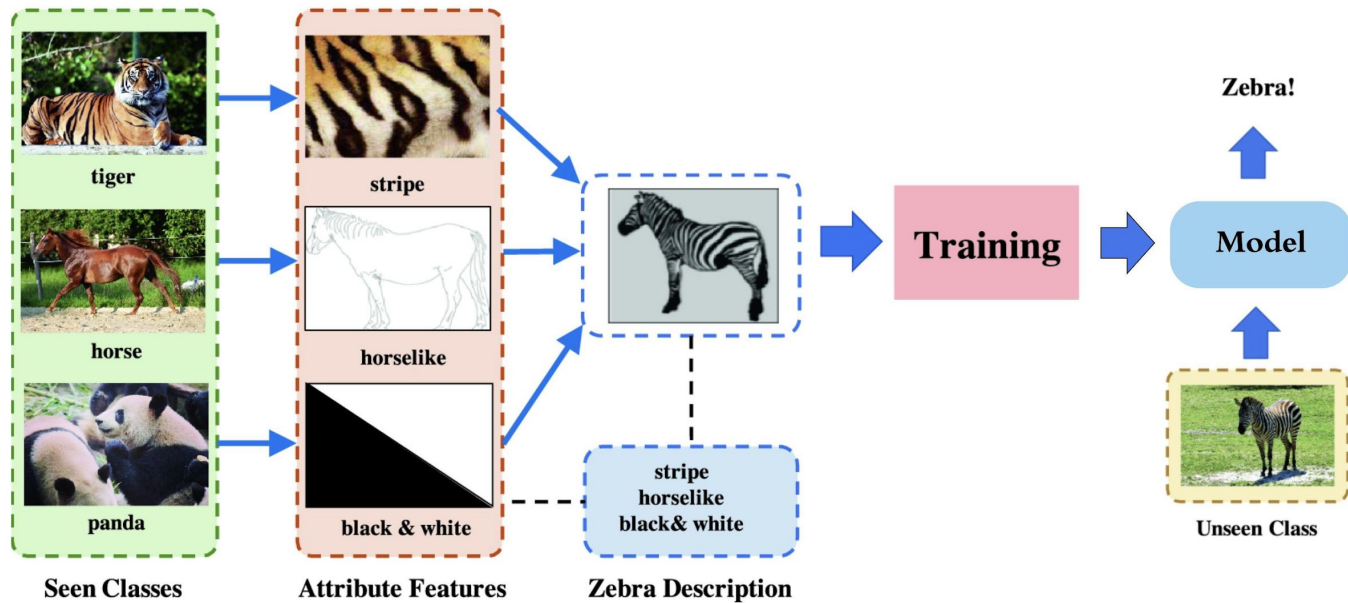 tiger
horse
panda
Seen Classes
stripe
horselike
black & white
Attribute Features
stripe
horselike
black& white
Zebra Description
Training
Zebra!
Model
Unseen Class